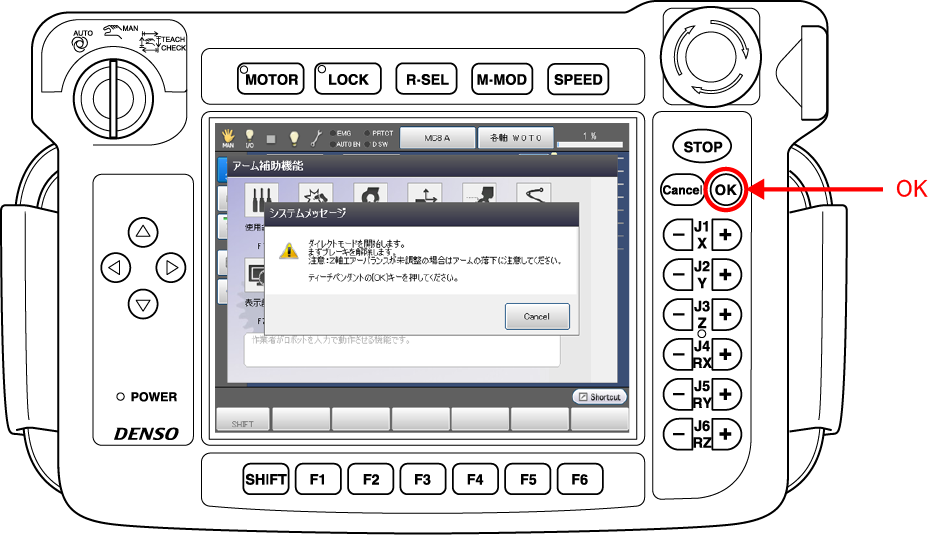 AUTO
MAN
TEACH
CHECK
MOTOR
LOCK
R-SEL
M-MOD
SPEED
STOP
Cancel
OK
OK
MAN
I/O
EMG
PRTCT
AUTO EN
D SW
MC8 A
各軸 W 0 T 0
1 %
アーム補助機能
システムメッセージ
ダイレクトモードを開始します。
まずブレーキを解除します。
注意:Z軸エアーバランスが未調整の場合はアームの落下に注意してください。
ティーチペンダントの[OK]キーを押してください。
Cancel
作業者がロボットを人力で動作させる機能です。
Shortcut
SHIFT
J1
X
J2
Y
J3
Z
J4
RX
J5
RY
J6
RZ
POWER
DENSO
SHIFT
F1
F2
F3
F4
F5
F6